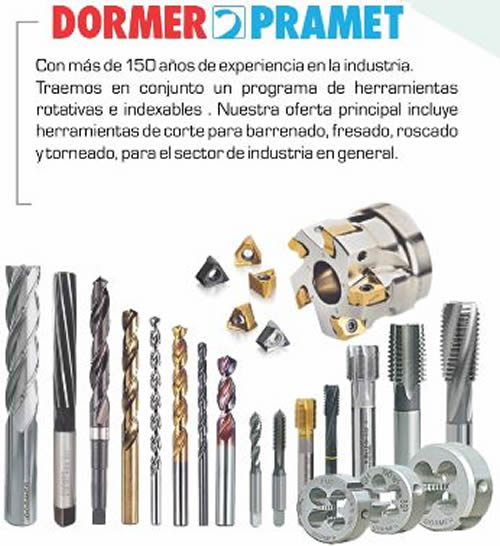 DORMER PRAMET
Con más de 150 años de experiencia en la industria.
Traemos en conjunto un programa de herramientas
rotativas e indexables . Nuestra oferta principal incluye
herramientas de corte para barrenado, fresado, roscado
y torneado, para el sector de industria en general.
DORMER